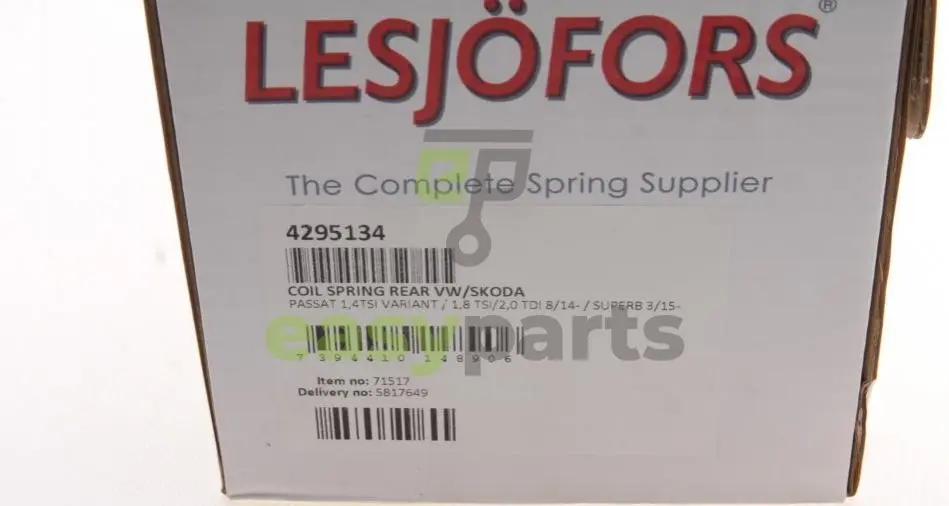 LESJÖFORS®
The Complete Spring Supplier
4295134
COIL SPRING REAR VW/SKODA
PASSAT 1,4TSI VARIANT / 1,8 TSI/2,0 TDI 8/14- / SUPERB 3/15-
easyparts
7 394410 148906
Item no: 71517
Delivery no: 5817649